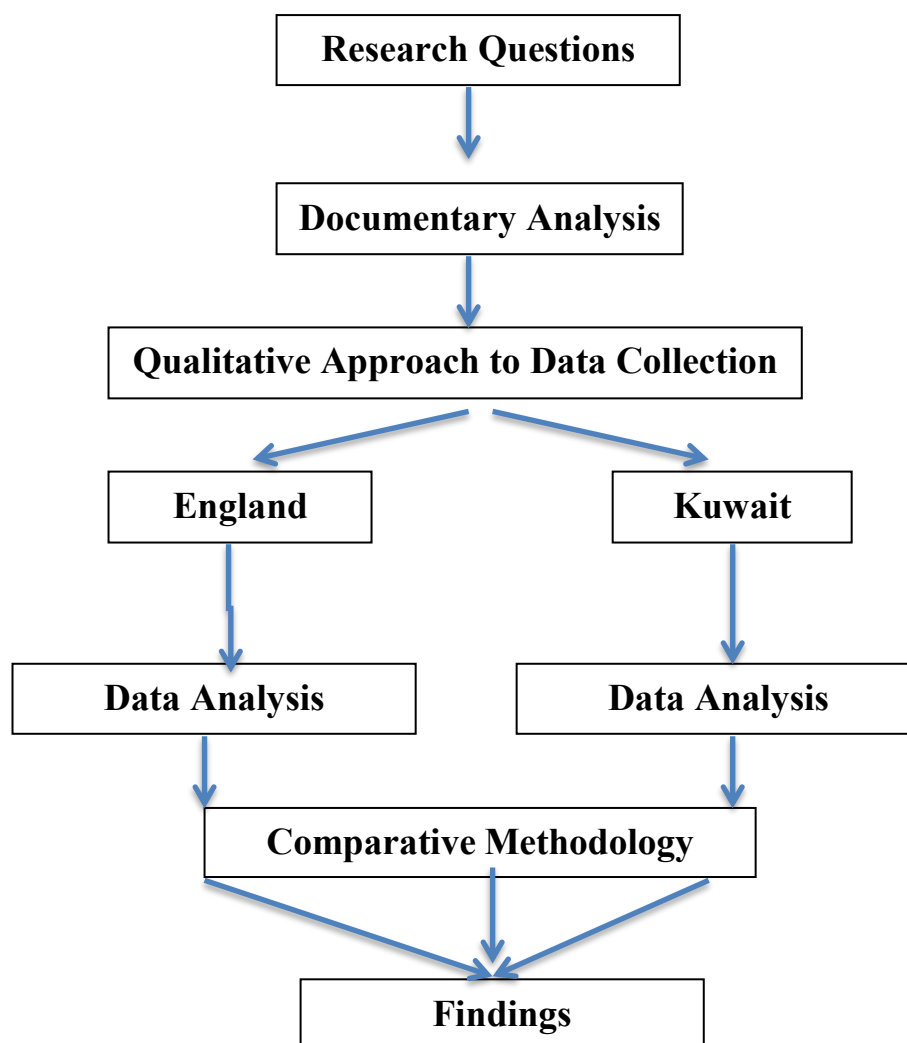 Research Questions
Documentary Analysis
Qualitative Approach to Data Collection
England
Kuwait
Data Analysis
Data Analysis
Comparative Methodology
Findings